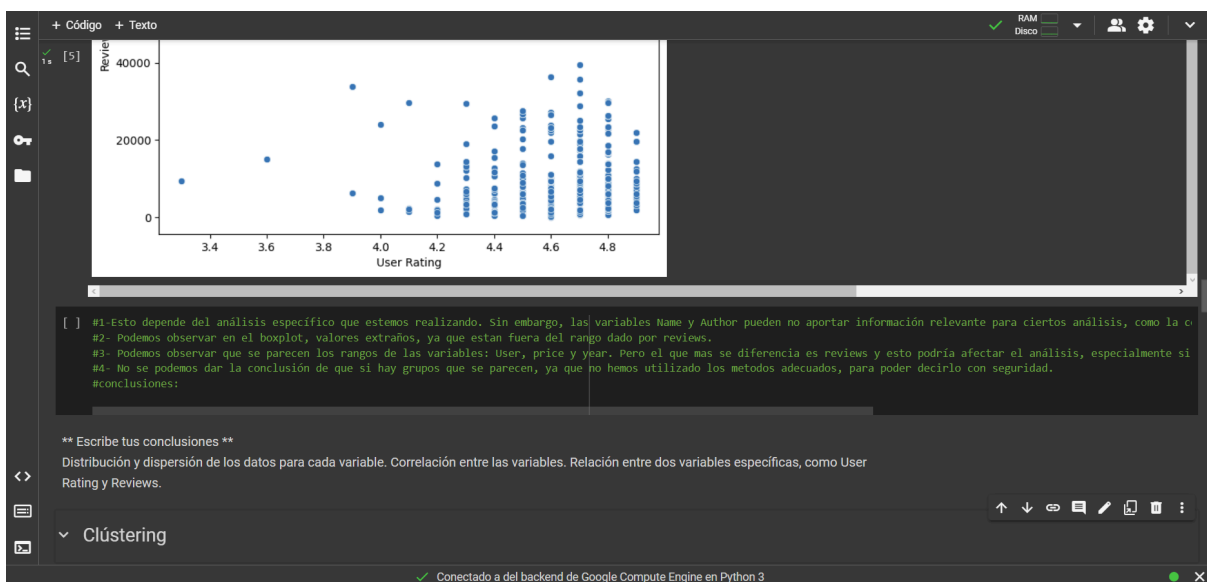 + Código + Texto
RAM
Disco
[5]
1 s
40000
20000
0
3.4 3.6 3.8 4.0 4.2 4.4 4.6 4.8
User Rating
{x}
[ ] #1-Esto depende del análisis específico que estemos realizando. Sin embargo, las variables Name y Author pueden no aportar información relevante para ciertos análisis, como la
#2- Podemos observar en el boxplot, valores extraños, ya que estan fuera del rango dado por reviews.
#3- Podemos observar que se parecen los rangos de las variables: User, price y year. Pero el que mas se diferencia es reviews y esto podría afectar el análisis, especialmente si
#4- No se podemos dar la conclusión de que si hay grupos que se parecen, ya que no hemos utilizado los metodos adecuados, para poder decirlo con seguridad.
#conclusiones:
** Escribe tus conclusiones **
Distribución y dispersión de los datos para cada variable. Correlación entre las variables. Relación entre dos variables específicas, como User
Rating y Reviews.
Clústering
Conectado a del backend de Google Compute Engine en Python 3